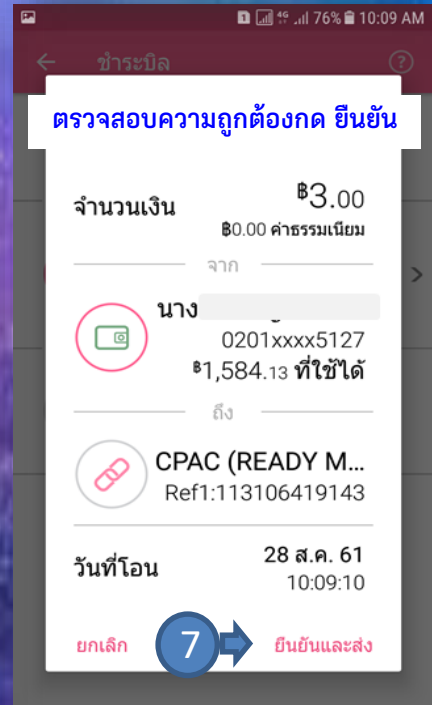 1 4G 76% 10:09 AM
ชำระบิล ?
ตรวจสอบความถูกต้องกด ยืนยัน
จำนวนเงิน ฿3.00
฿0.00 ค่าธรรมเนียม
จาก
นาง
0201xxxx5127
฿1,584.13 ที่ใช้ได้
ถึง
CPAC (READY M...
Ref1:113106419143
วันที่โอน 28 ส.ค. 61
10:09:10
ยกเลิก 7 ยืนยันและส่ง